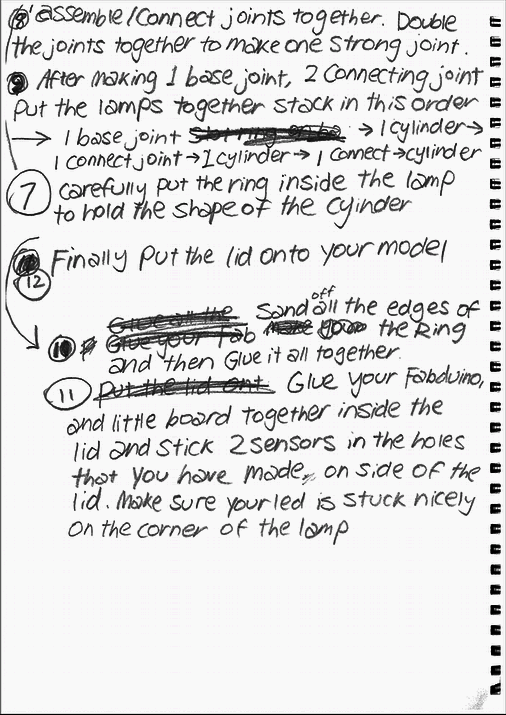 8 assemble/Connect joints together. Double
the joints together to make one strong joint.
9 After making 1 base joint, 2 connecting joint
Put the lamps together stack in this order
→ 1 base joint → 1 cylinder →
1 connect joint → 1 cylinder → 1 connect → cylinder
7 carefully put the ring inside the lamp
to hold the shape of the cyinder
12 Finally Put the lid onto your model
Glue all the Sand off all the edges of
10 Glue your Fab the Ring
and then Glue it all together.
11 put the lid ont Glue your Fabduino,
and little board together inside the
lid and stick 2 sensors in the holes
that you have made, on side of the
lid. Make sure your led is stuck nicely
on the corner of the lamp